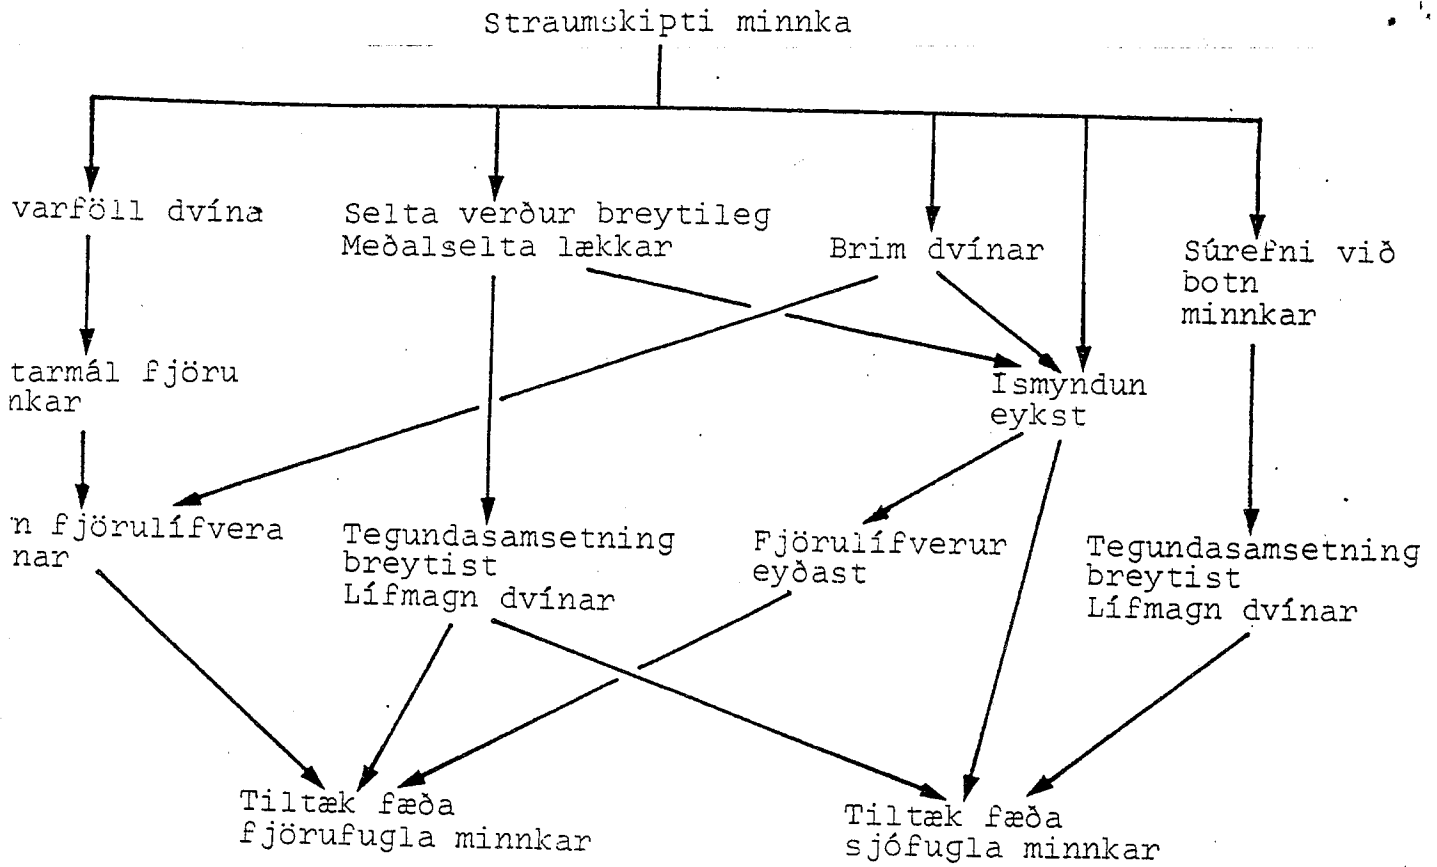 Straumskipti minnka
varföll dvína
Selta verður breytileg
Meðalselta lækkar
Brim dvínar
Súrefni við
botn
minnkar
tarmál fjöru
nkar
Ísmyndun
eykst
n fjörulífvera
nar
Tegundasamsetning
breytist
Lífmagn dvínar
Fjörulífverur
eyðast
Tegundasamsetning
breytist
Lífmagn dvínar
Tiltæk fæða
fjörufugla minnkar
Tiltæk fæða
sjófugla minnkar